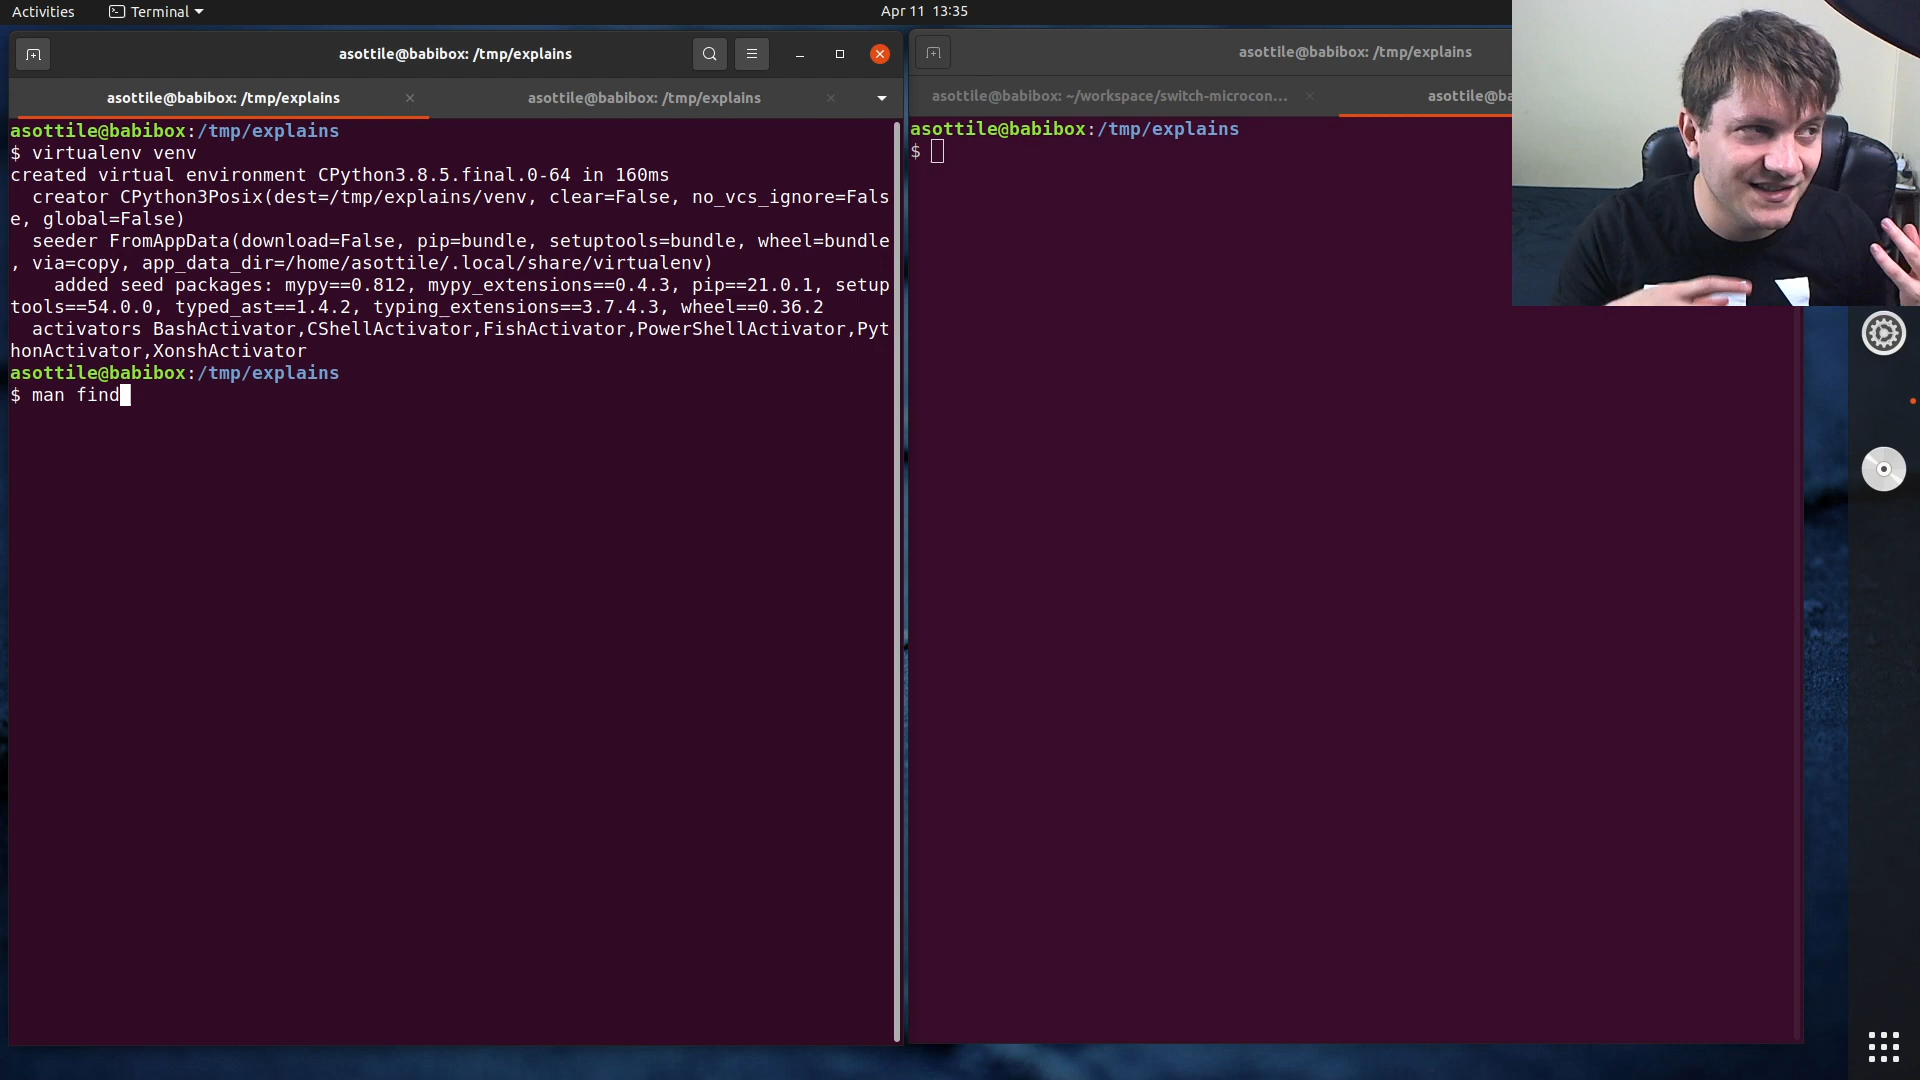 Activities Terminal Apr 11 13:35
asottile@babibox: /tmp/explains
asottile@babibox: /tmp/explains asottile@babibox: /tmp/explains
asottile@babibox:/tmp/explains
$ virtualenv venv
created virtual environment CPython3.8.5.final.0-64 in 160ms
  creator CPython3Posix(dest=/tmp/explains/venv, clear=False, no_vcs_ignore=Fals
e, global=False)
  seeder FromAppData(download=False, pip=bundle, setuptools=bundle, wheel=bundle
, via=copy, app_data_dir=/home/asottile/.local/share/virtualenv)
    added seed packages: mypy==0.812, mypy_extensions==0.4.3, pip==21.0.1, setup
tools==54.0.0, typed_ast==1.4.2, typing_extensions==3.7.4.3, wheel==0.36.2
  activators BashActivator,CShellActivator,FishActivator,PowerShellActivator,Pyt
honActivator,XonshActivator
asottile@babibox:/tmp/explains
$ man find
asottile@babibox: /tmp/explains
asottile@babibox: ~/workspace/switch-microcon... asottile@ba
asottile@babibox:/tmp/explains
$